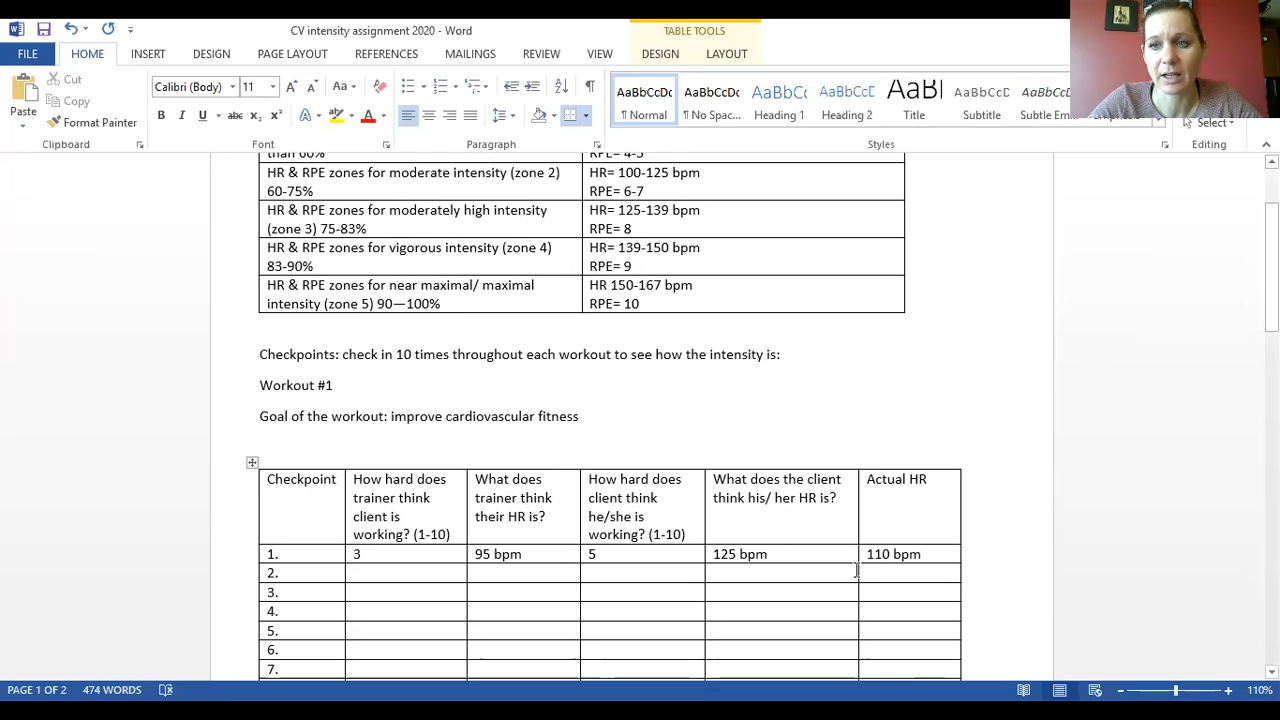 CV intensity assignment 2020 - Word
TABLE TOOLS
FILE HOME INSERT DESIGN PAGE LAYOUT REFERENCES MAILINGS REVIEW VIEW DESIGN LAYOUT
Cut
Copy
Format Painter
Paste
Calibri (Body) 11
AaBbCcDc AaBbCcDc AaBbCc AaBbCcD AaBl AaBbCcD AaBbCcDc
¶ Normal ¶ No Spac... Heading 1 Heading 2 Title Subtitle Subtle Em...
Select
Clipboard Font Paragraph Styles Editing
than 60% RPE= 4-5
HR & RPE zones for moderate intensity (zone 2) HR= 100-125 bpm
60-75% RPE= 6-7
HR & RPE zones for moderately high intensity HR= 125-139 bpm
(zone 3) 75-83% RPE= 8
HR & RPE zones for vigorous intensity (zone 4) HR= 139-150 bpm
83-90% RPE= 9
HR & RPE zones for near maximal/ maximal HR 150-167 bpm
intensity (zone 5) 90—100% RPE= 10
Checkpoints: check in 10 times throughout each workout to see how the intensity is:
Workout #1
Goal of the workout: improve cardiovascular fitness
Checkpoint How hard does What does How hard does What does the client Actual HR
trainer think trainer think client think think his/ her HR is?
client is their HR is? he/she is
working? (1-10) working? (1-10)
1. 3 95 bpm 5 125 bpm 110 bpm
2.
3.
4.
5.
6.
7.
PAGE 1 OF 2 474 WORDS 110%